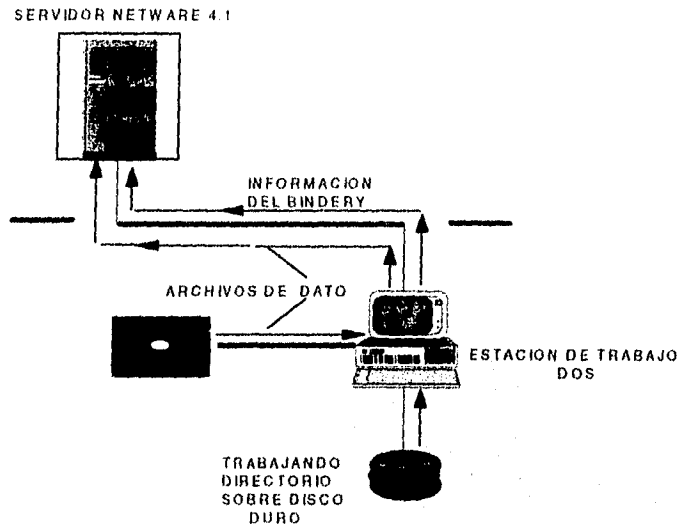 SERVIDOR NETWARE 4.1
INFORMACION
DEL BINDERY
ARCHIVOS DE DATO
ESTACION DE TRABAJO
DOS
TRABAJANDO
DIRECTORIO
SOBRE DISCO
DURO